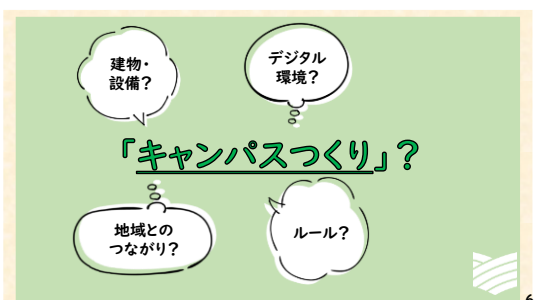 建物・
設備?
デジタル
環境?
「キャンパスつくり」?
地域との
つながり?
ルール?
6